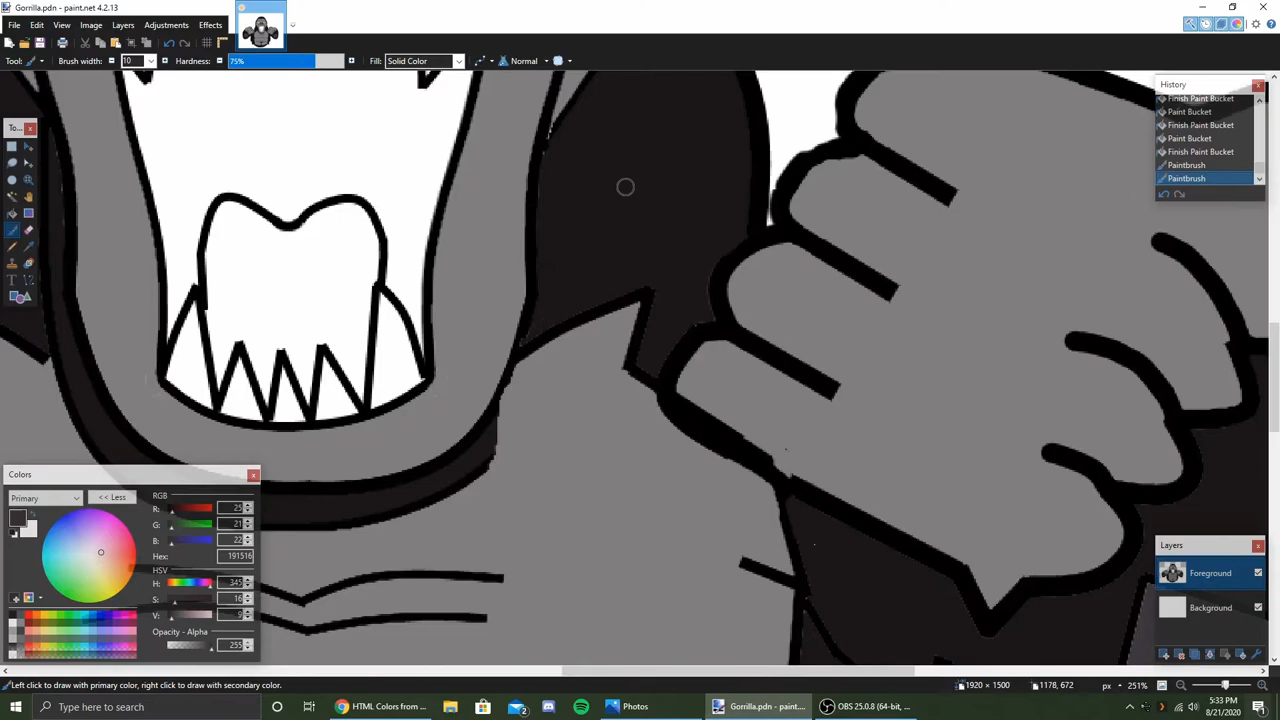 Gorilla.pdn - paint.net 4.2.13
File Edit View Image Layers Adjustments Effects
Tool: Brush width: 10 Hardness: 75% Fill: Solid Color Normal
History
Finish Paint Bucket
Paint Bucket
Finish Paint Bucket
Paint Bucket
Finish Paint Bucket
Paintbrush
Paintbrush
To...
Colors
Primary
<< Less
RGB
R: 25
G: 21
B: 22
Hex: 191516
HSV
H: 345
S: 16
V: 9
Opacity - Alpha
255
Layers
Foreground
Background
Left click to draw with primary color, right click to draw with secondary color.
1920 × 1500
1178, 672
px
251%
Type here to search
HTML Colors from ...
2
Photos
Gorilla.pdn - paint....
OBS 25.0.8 (64-bit, ...
5:33 PM
8/21/2020